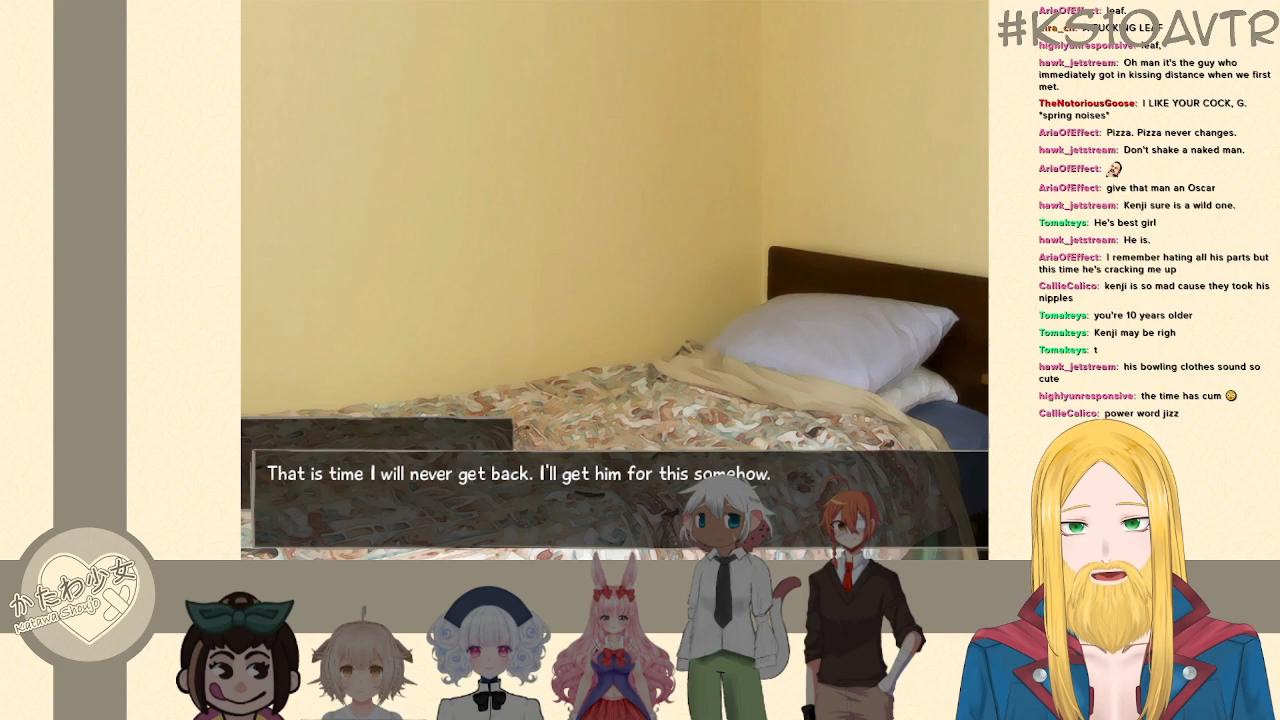 #KS10AVTR
AriaOfEffect: leaf.
highlyunresponsive: leaf,
hawk_jetstream: Oh man it's the guy who
immediately got in kissing distance when we first
met.
TheNotoriousGoose: I LIKE YOUR COCK, G.
*spring noises*
AriaOfEffect: Pizza. Pizza never changes.
hawk_jetstream: Don't shake a naked man.
AriaOfEffect:
AriaOfEffect: give that man an Oscar
hawk_jetstream: Kenji sure is a wild one.
Tomakeys: He's best girl
hawk_jetstream: He is.
AriaOfEffect: I remember hating all his parts but
this time he's cracking me up
CallieCalico: kenji is so mad cause they took his
nipples
Tomakeys: you're 10 years older
Tomakeys: Kenji may be righ
Tomakeys: t
hawk_jetstream: his bowling clothes sound so
cute
highlyunresponsive: the time has cum
CallieCalico: power word jizz
That is time I will never get back. I'll get him for this somehow.
かたわ少女
Katawa Shoujo